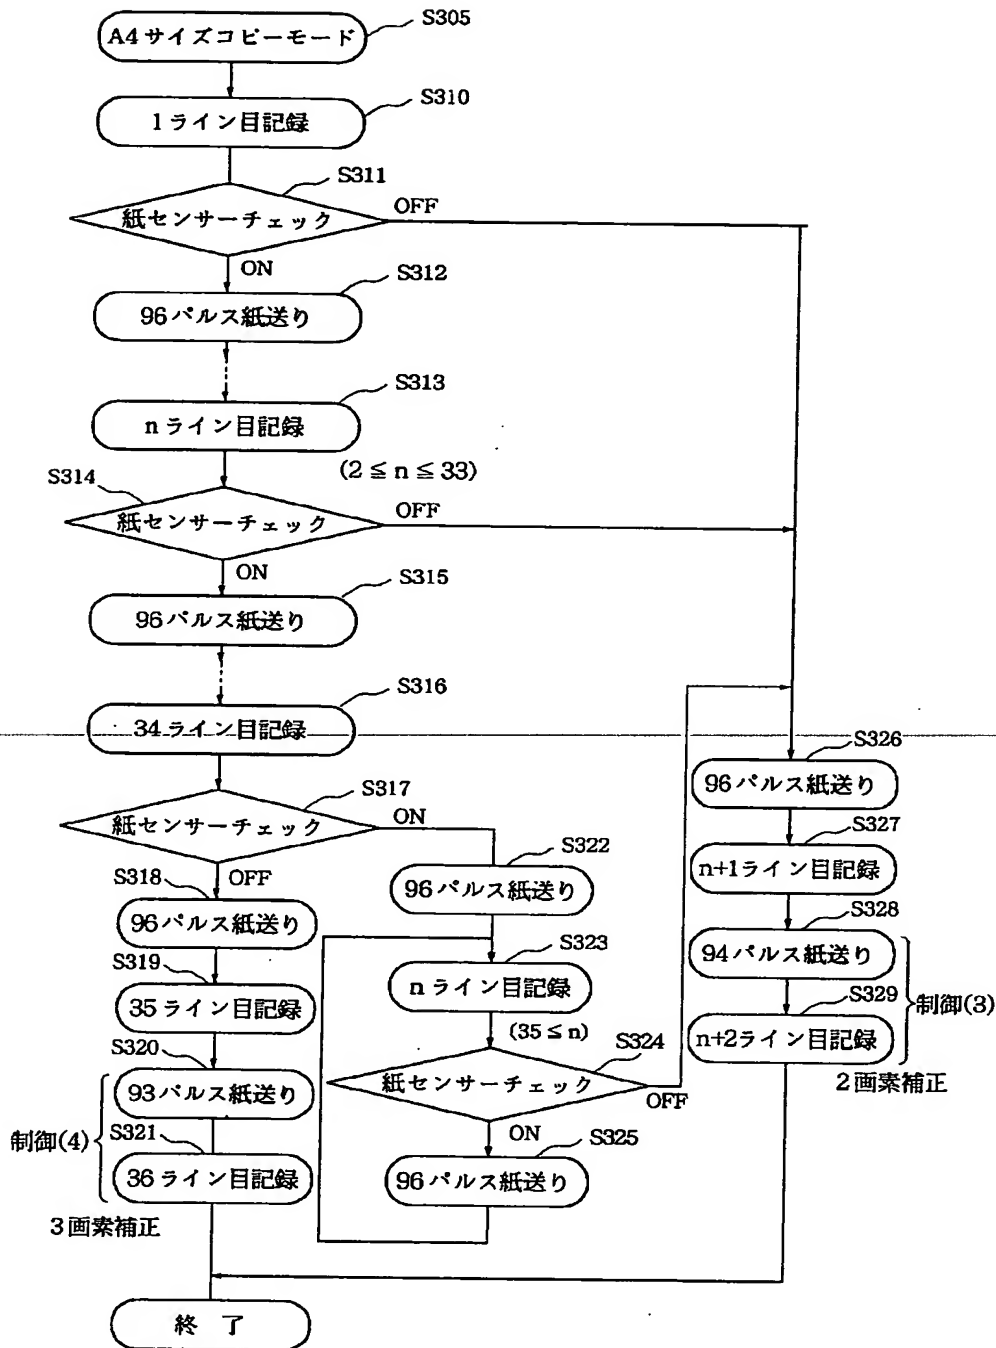 S305
A4サイズコピーモード
S310
1ライン目記録
S311
紙センサーチェック
OFF
ON
S312
96パルス紙送り
S313
nライン目記録
(2≦n≦33)
S314
紙センサーチェック
OFF
ON
S315
96パルス紙送り
S316
34ライン目記録
S317
紙センサーチェック
ON
OFF
S318
96パルス紙送り
S319
35ライン目記録
S320
93パルス紙送り
制御(4)
S321
36ライン目記録
3画素補正
S322
96パルス紙送り
S323
nライン目記録
(35≦n)
S324
紙センサーチェック
OFF
ON
S325
96パルス紙送り
S326
96パルス紙送り
S327
n+1ライン目記録
S328
94パルス紙送り
制御(3)
S329
n+2ライン目記録
2画素補正
終 了